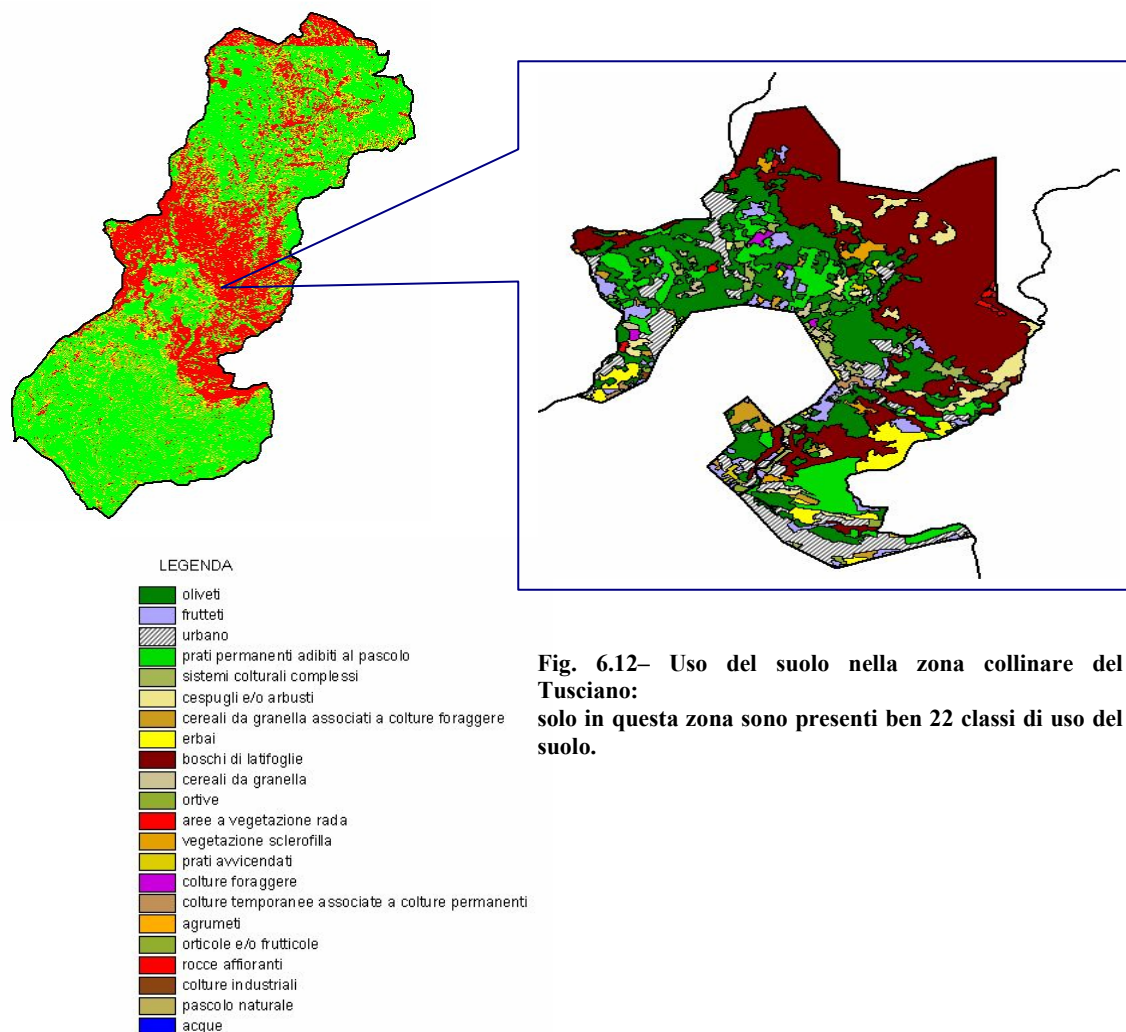 LEGENDA
oliveti
frutteti
urbano
prati permanenti adibiti al pascolo
sistemi colturali complessi
cespugli e/o arbusti
cereali da granella associati a colture foraggere
erbai
boschi di latifoglie
cereali da granella
ortive
aree a vegetazione rada
vegetazione sclerofilla
prati avvicendati
colture foraggere
colture temporanee associate a colture permanenti
agrumeti
orticole e/o frutticole
rocce affioranti
colture industriali
pascolo naturale
acque
Fig. 6.12– Uso del suolo nella zona collinare del
Tusciano:
solo in questa zona sono presenti ben 22 classi di uso del
suolo.